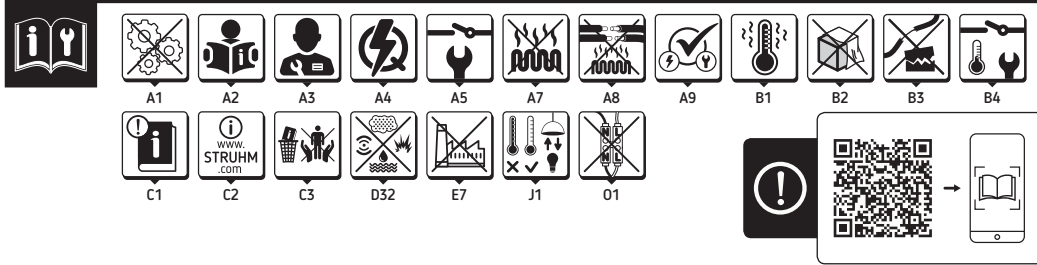 i
A1 A2 A3 A4 A5 A7 A8 A9 B1 B2 B3 B4
i
www.
STRUHM
.com
C1 C2 C3 D32 E7 J1 O1